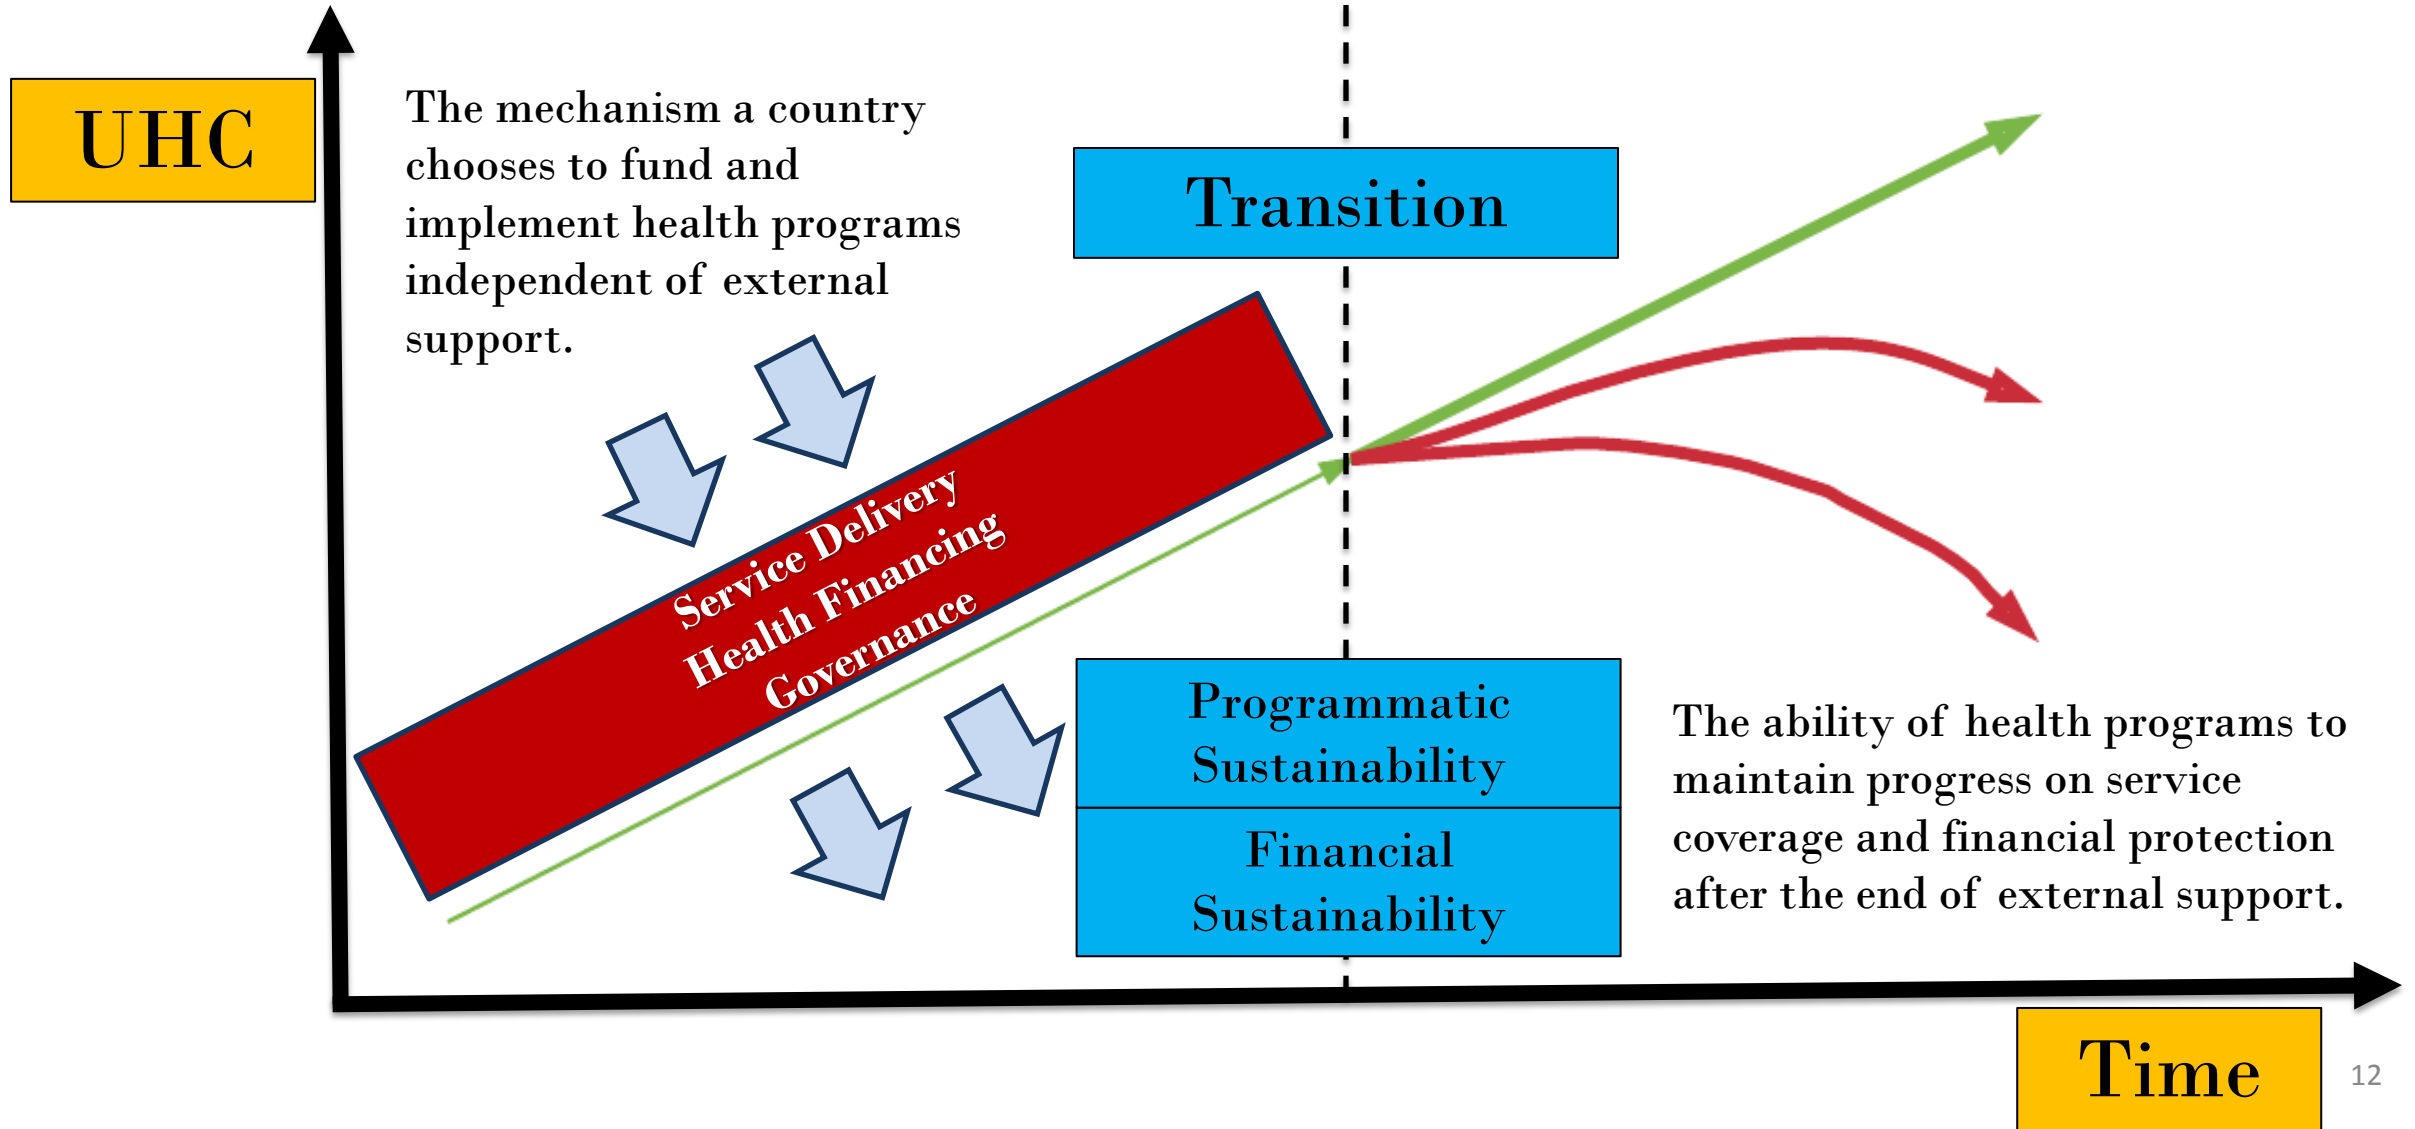 UHC
The mechanism a country
chooses to fund and
implement health programs
independent of external
support.
Transition
Service Delivery
Health Financing
Governance
Programmatic
Sustainability
Financial
Sustainability
The ability of health programs to
maintain progress on service
coverage and financial protection
after the end of external support.
Time
12